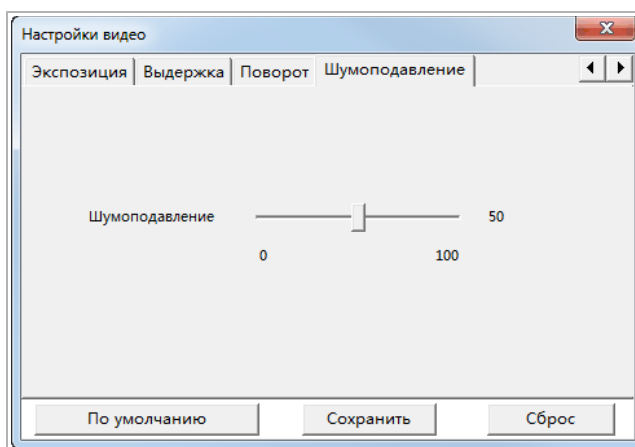 Настройки видео
Экспозиция Выдержка Поворот Шумоподавление
Шумоподавление 50
0 100
По умолчанию Сохранить Сброс